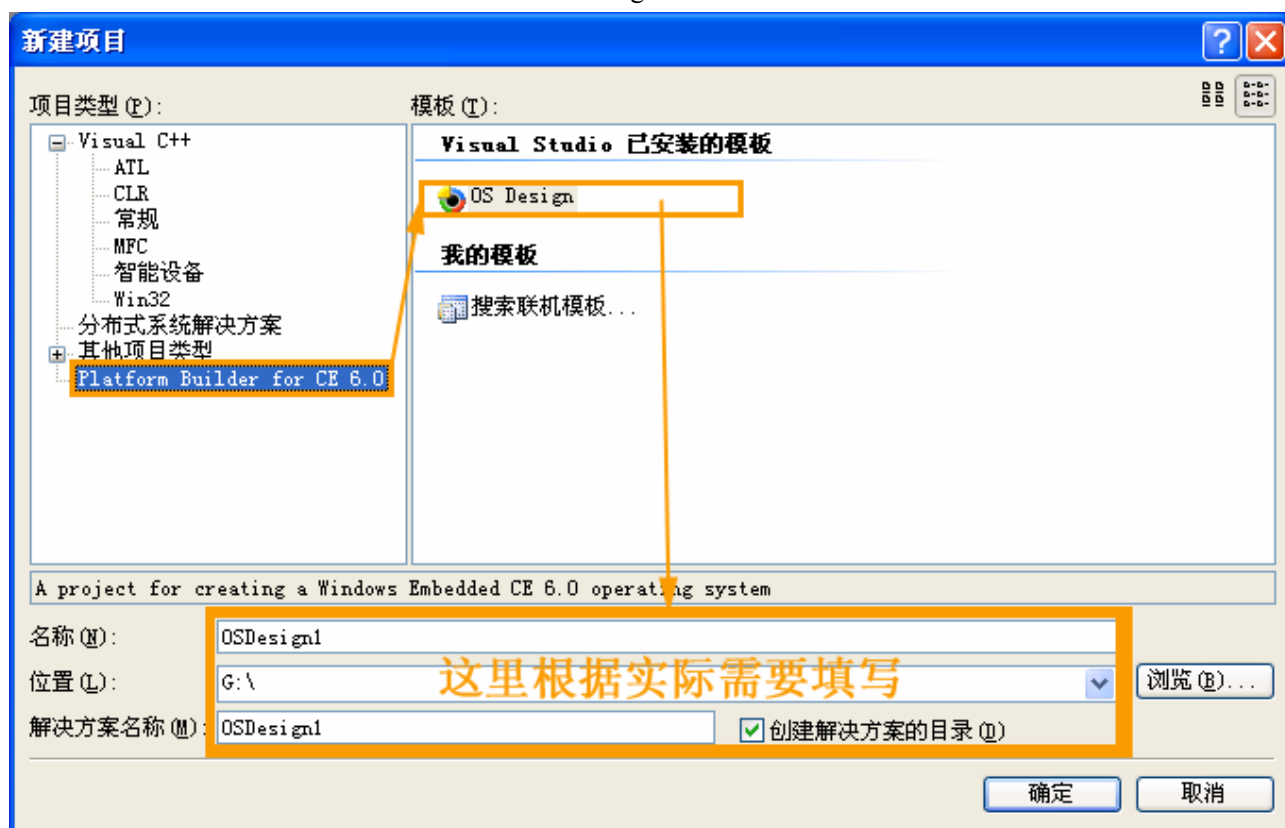 新建项目
项目类型(P):
模板(T):
Visual C++
ATL
CLR
常规
MFC
智能设备
Win32
分布式系统解决方案
其他项目类型
Platform Builder for CE 6.0
Visual Studio 已安装的模板
OS Design
我的模板
搜索联机模板...
A project for creating a Windows Embedded CE 6.0 operating system
名称(N): OSDesign1
位置(L): G:\ 浏览(B)...
这里根据实际需要填写
解决方案名称(M): OSDesign1 创建解决方案的目录(D)
确定 取消